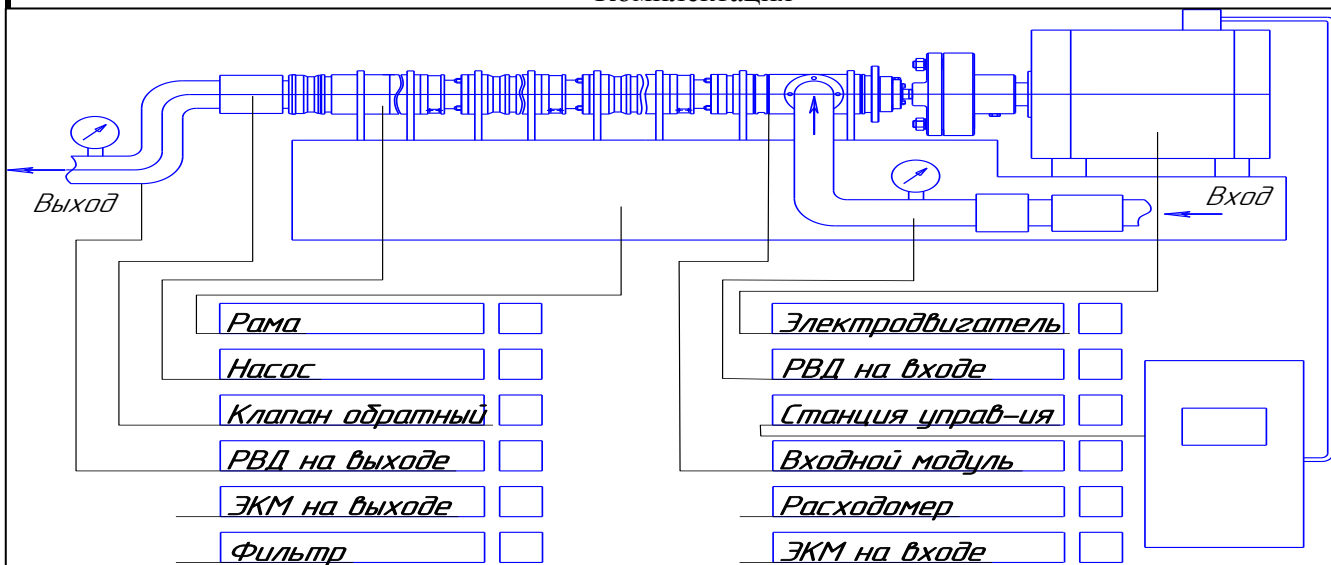 Комплектация
Выход
Вход
Рама
Насос
Клапан обратный
РВД на выходе
ЭКМ на выходе
Фильтр
Электродвигатель
РВД на входе
Станция управ-ия
Входной модуль
Расходомер
ЭКМ на входе